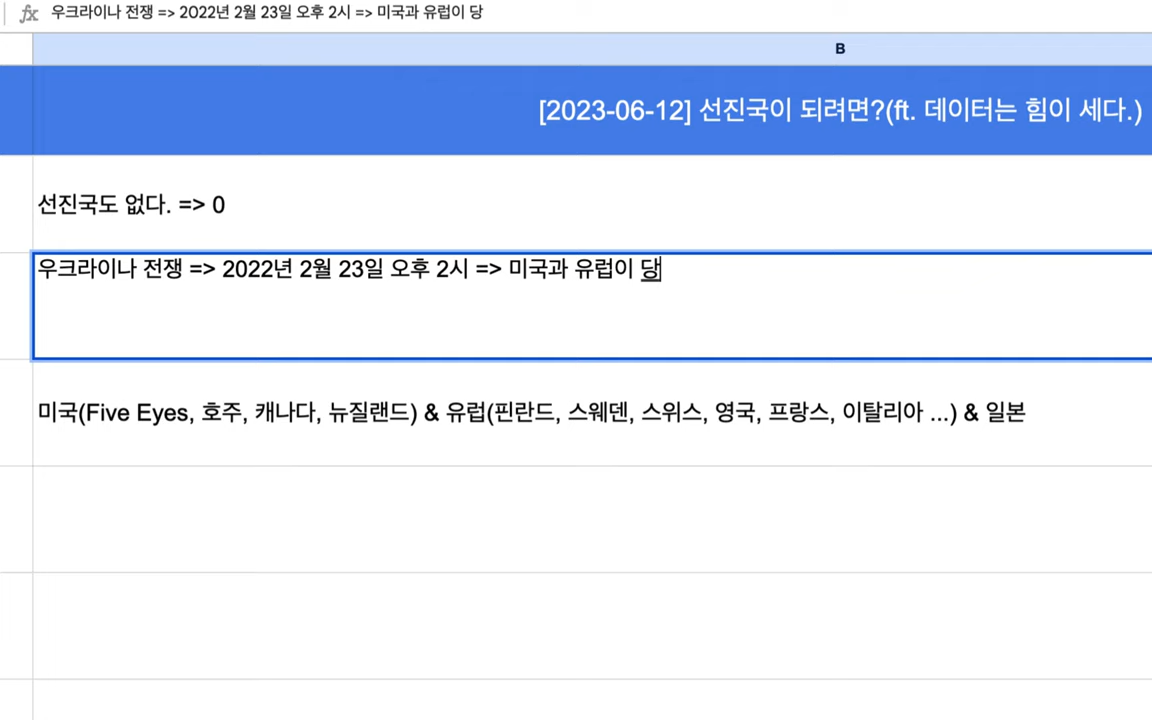 fx 우크라이나 전쟁 => 2022년 2월 23일 오후 2시 => 미국과 유럽이 당
B
[2023-06-12] 선진국이 되려면?(ft. 데이터는 힘이 세다.)
선진국도 없다. => 0
우크라이나 전쟁 => 2022년 2월 23일 오후 2시 => 미국과 유럽이 당
미국(Five Eyes, 호주, 캐나다, 뉴질랜드) & 유럽(핀란드, 스웨덴, 스위스, 영국, 프랑스, 이탈리아 ...) & 일본